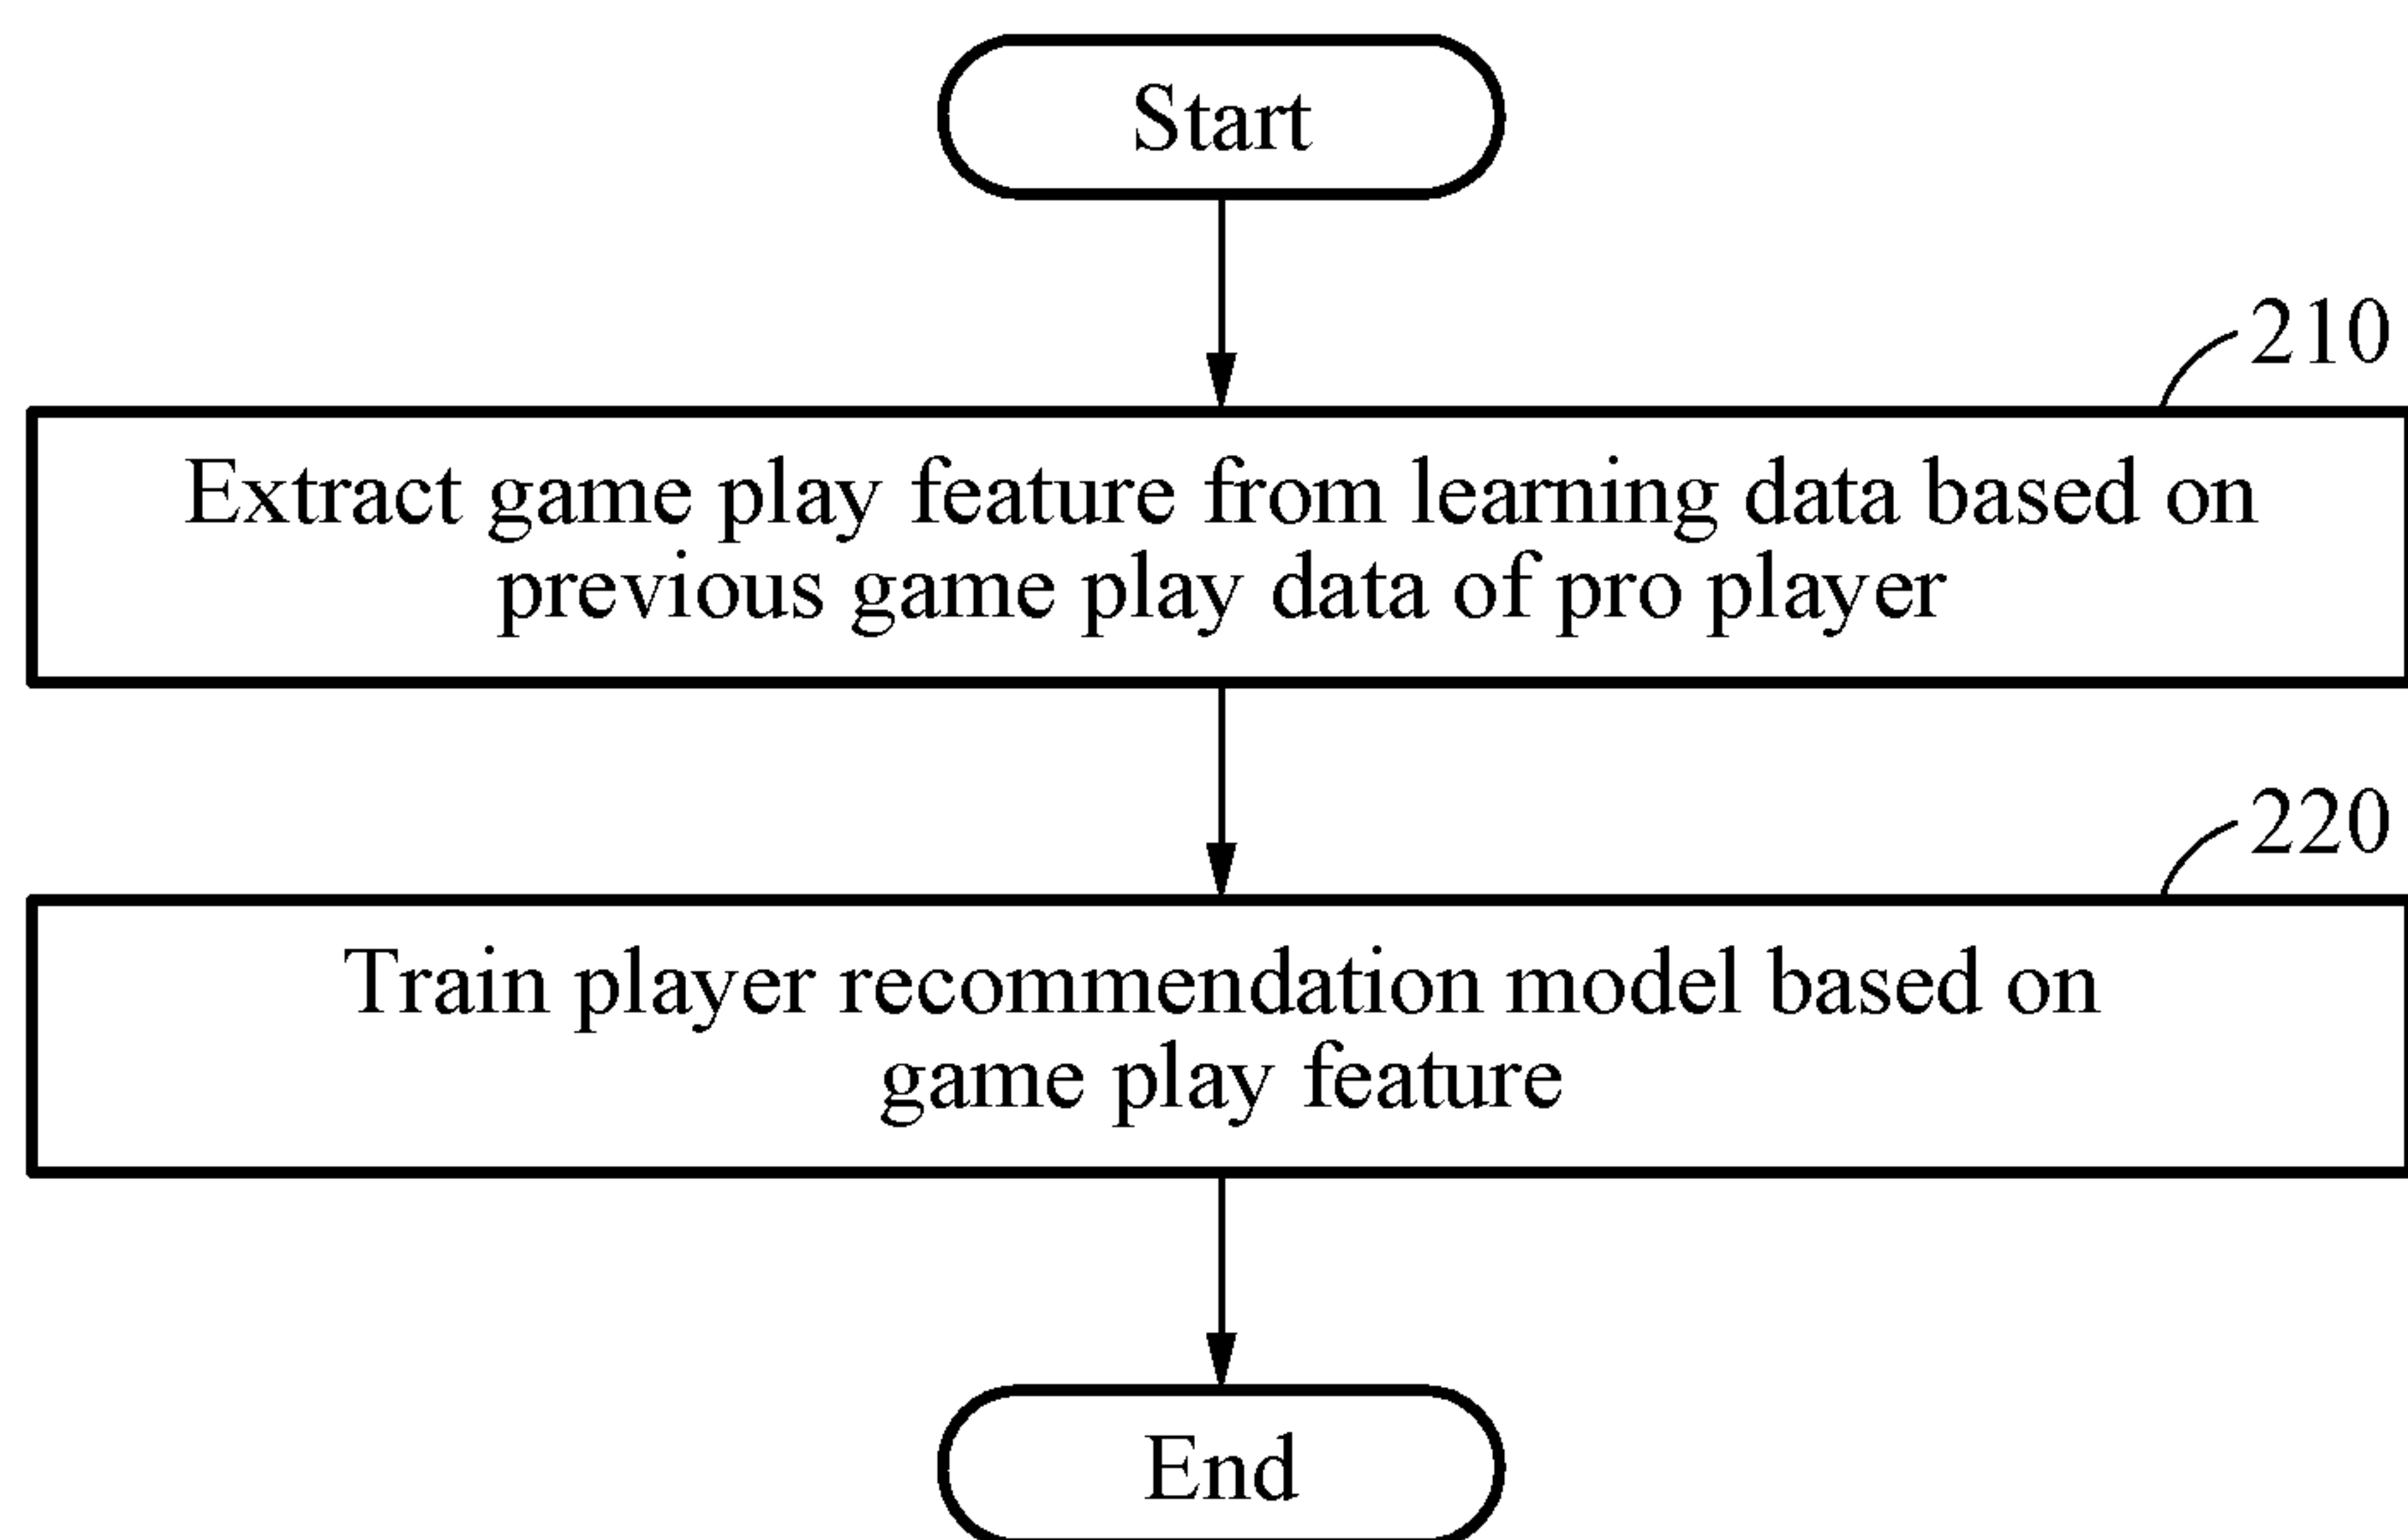 Start
210
Extract game play feature from learning data based on
previous game play data of pro player
220
Train player recommendation model based on
game play feature
End